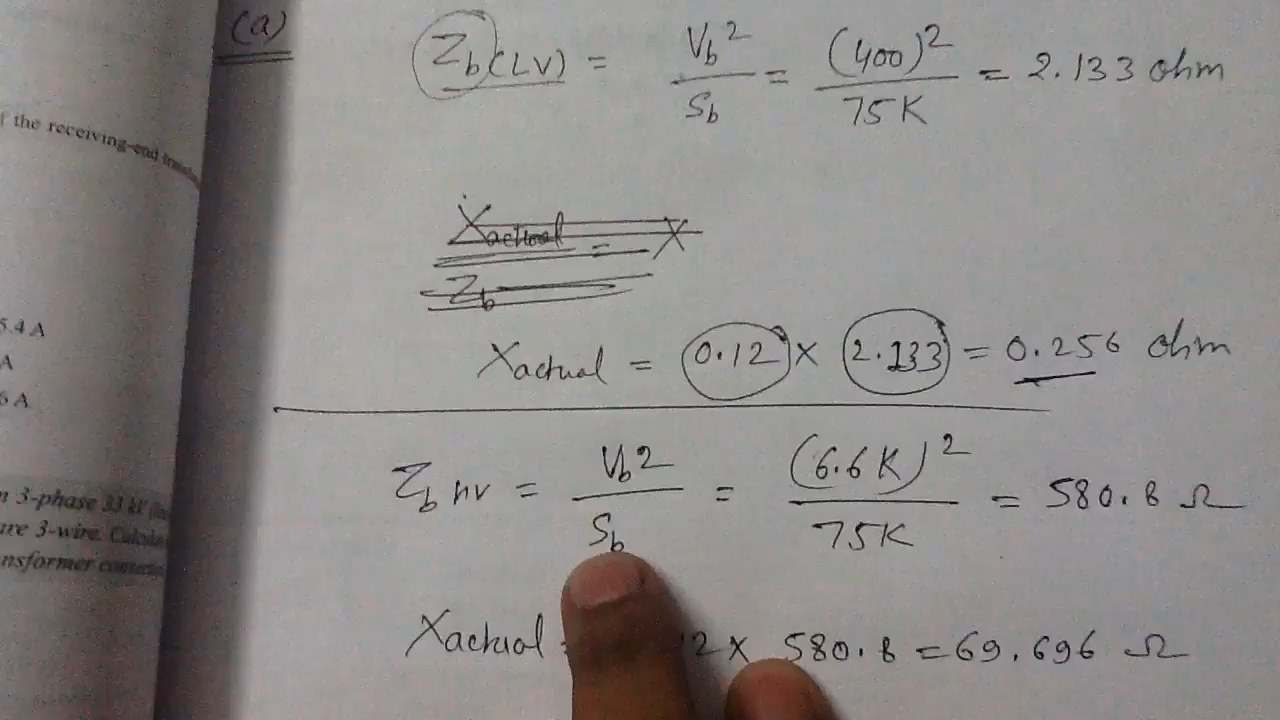 (a)
Zb(LV) = Vb² / Sb = (400)² / 75K = 2.133 ohm
f the receiving-end
Xactual = X
Zb
5.4 A
A
6 A
Xactual = 0.12 × 2.133 = 0.256 ohm
Zb HV = Vb2 / Sb = (6.6K)² / 75K = 580.8 Ω
n 3-phase 33 kV
ure 3-wire.
nsformer
Xactual 2 × 580.8 = 69.696 Ω